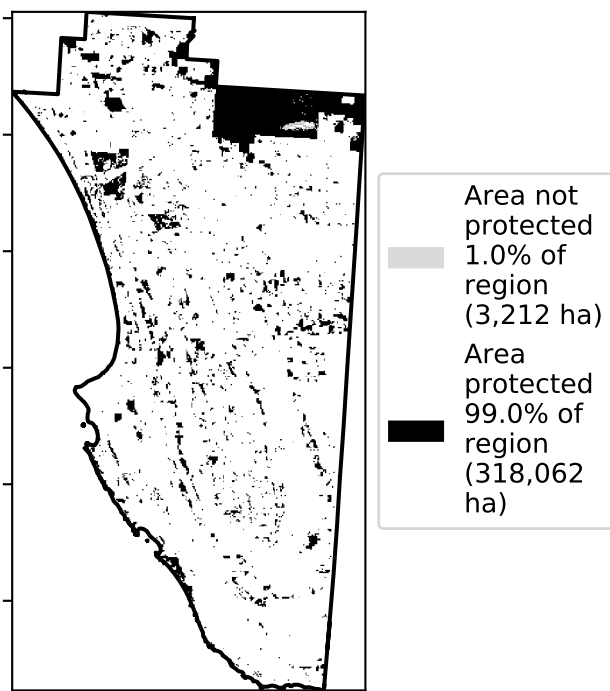 Area not
protected
1.0% of
region
(3,212 ha)
Area
protected
99.0% of
region
(318,062
ha)